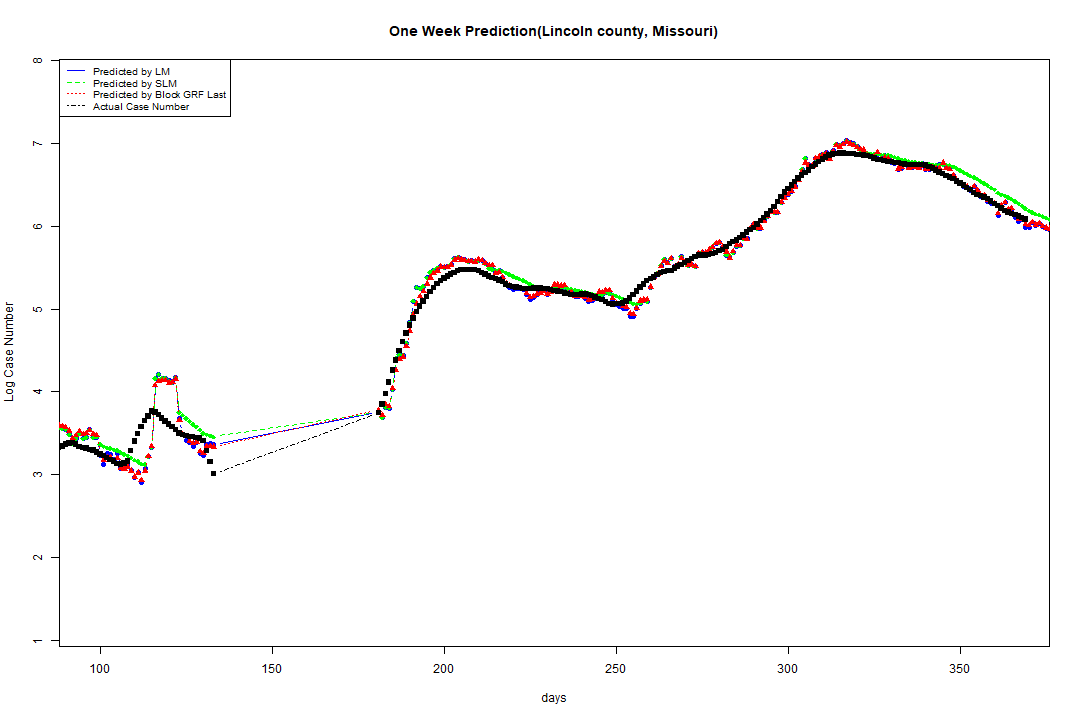 One Week Prediction(Lincoln county, Missouri)
Predicted by LM
Predicted by SLM
Predicted by Block GRF Last
Actual Case Number
Log Case Number
8
7
6
5
4
3
2
1
100 150 200 250 300 350
days